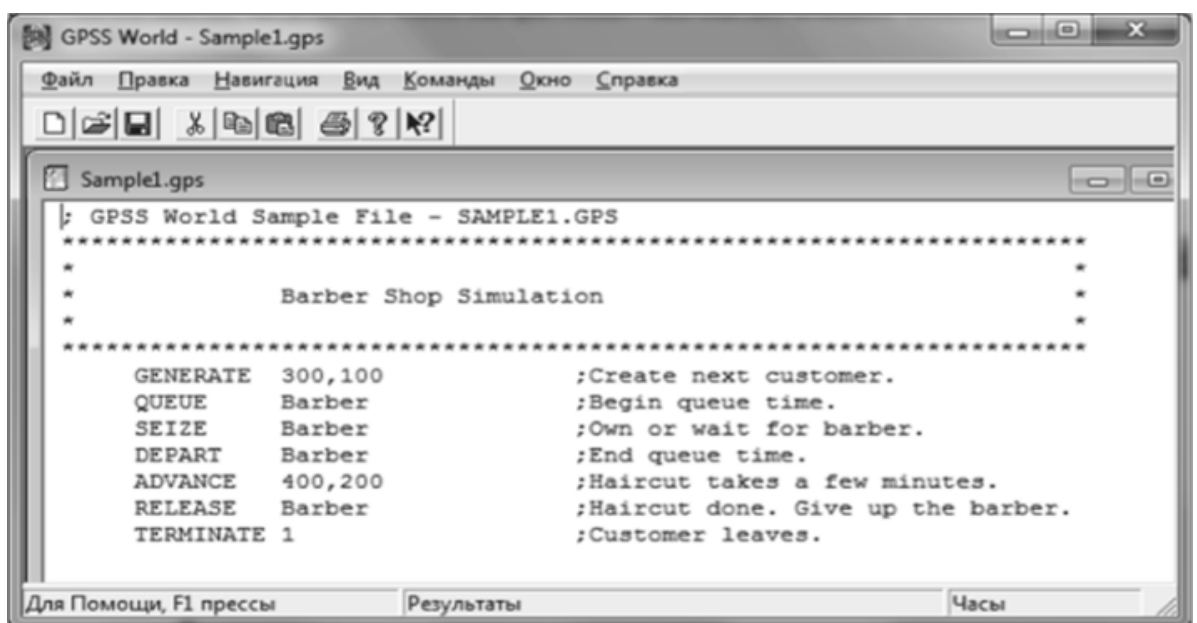 GPSS World - Sample1.gps
Файл Правка Навигация Вид Команды Окно Справка
Sample1.gps
; GPSS World Sample File - SAMPLE1.GPS
**********************************************************************
* *
* Barber Shop Simulation *
* *
**********************************************************************
GENERATE 300,100 ;Create next customer.
QUEUE Barber ;Begin queue time.
SEIZE Barber ;Own or wait for barber.
DEPART Barber ;End queue time.
ADVANCE 400,200 ;Haircut takes a few minutes.
RELEASE Barber ;Haircut done. Give up the barber.
TERMINATE 1 ;Customer leaves.
Для Помощи, F1 прессы Результаты Часы